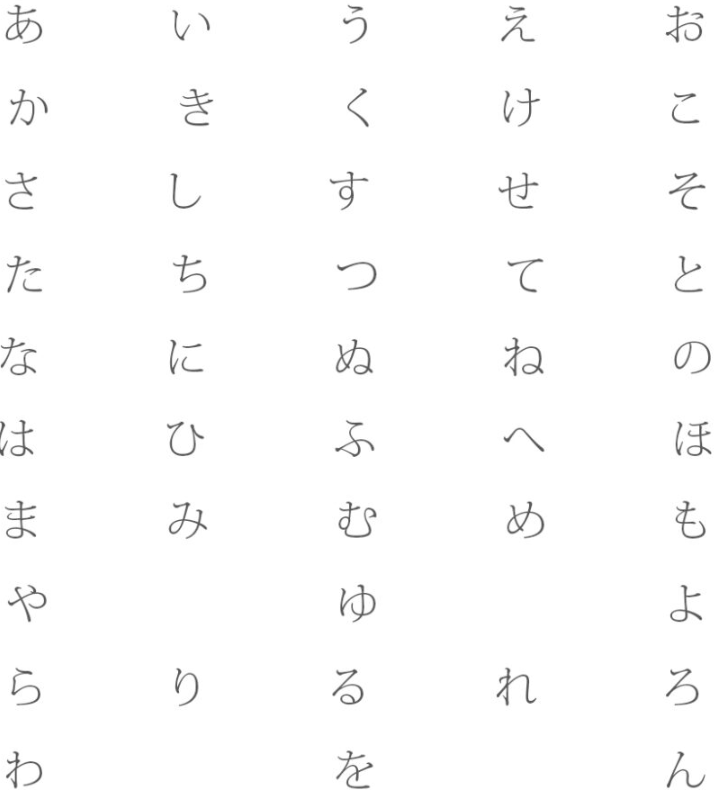 あ い う え お
か き く け こ
さ し す せ そ
た ち つ て と
な に ぬ ね の
は ひ ふ へ ほ
ま み む め も
や ゆ よ
ら り る れ ろ
わ を ん